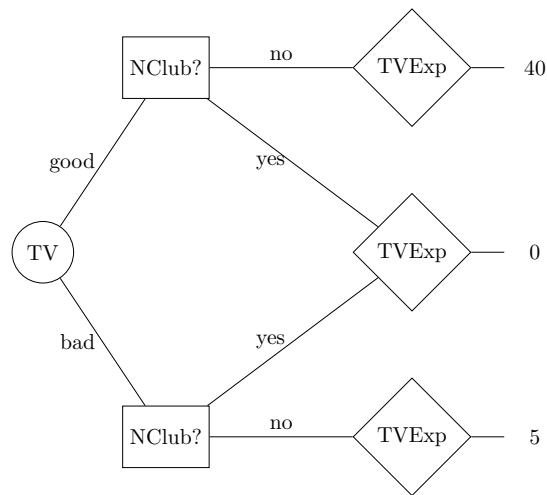 NClub?
no
TVExp
40
good
yes
TV
TVExp
0
bad
yes
NClub?
no
TVExp
5